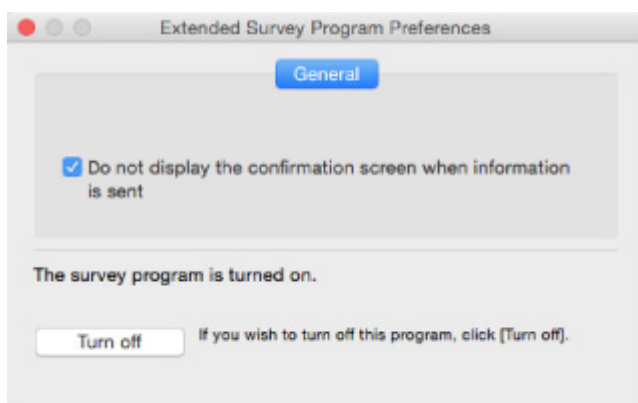 Extended Survey Program Preferences
General
Do not display the confirmation screen when information
is sent
The survey program is turned on.
Turn off
If you wish to turn off this program, click [Turn off].